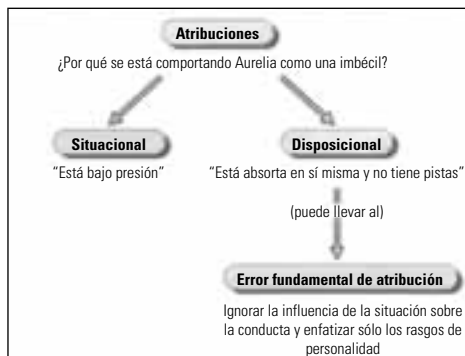 Atribuciones
¿Por qué se está comportando Aurelia como una imbécil?
Situacional
Disposicional
“Está bajo presión”
“Está absorta en sí misma y no tiene pistas”
(puede llevar al)
Error fundamental de atribución
Ignorar la influencia de la situación sobre
la conducta y enfatizar sólo los rasgos de
personalidad